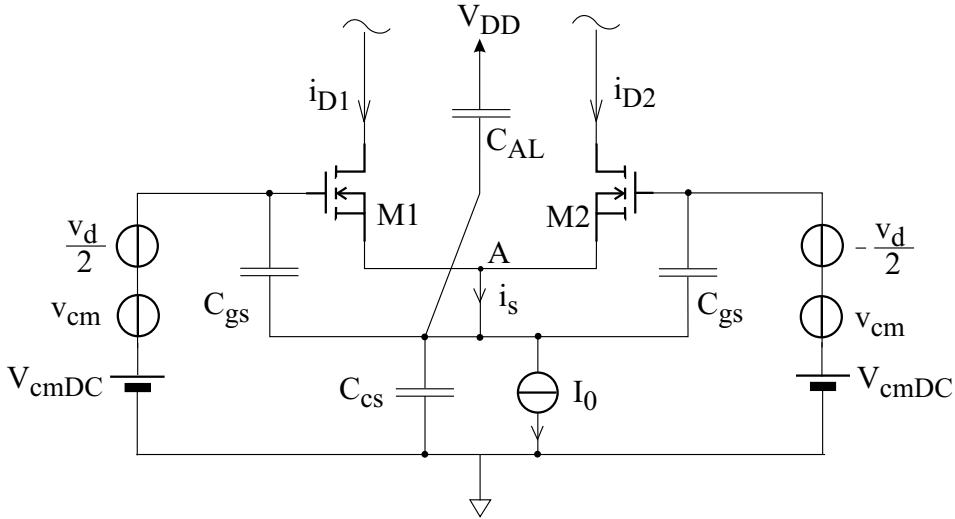 V_DD
i_D1
i_D2
C_AL
M1
M2
v_d/2
A
- v_d/2
i_s
v_cm
C_gs
C_gs
v_cm
V_cmDC
C_cs
I_0
V_cmDC